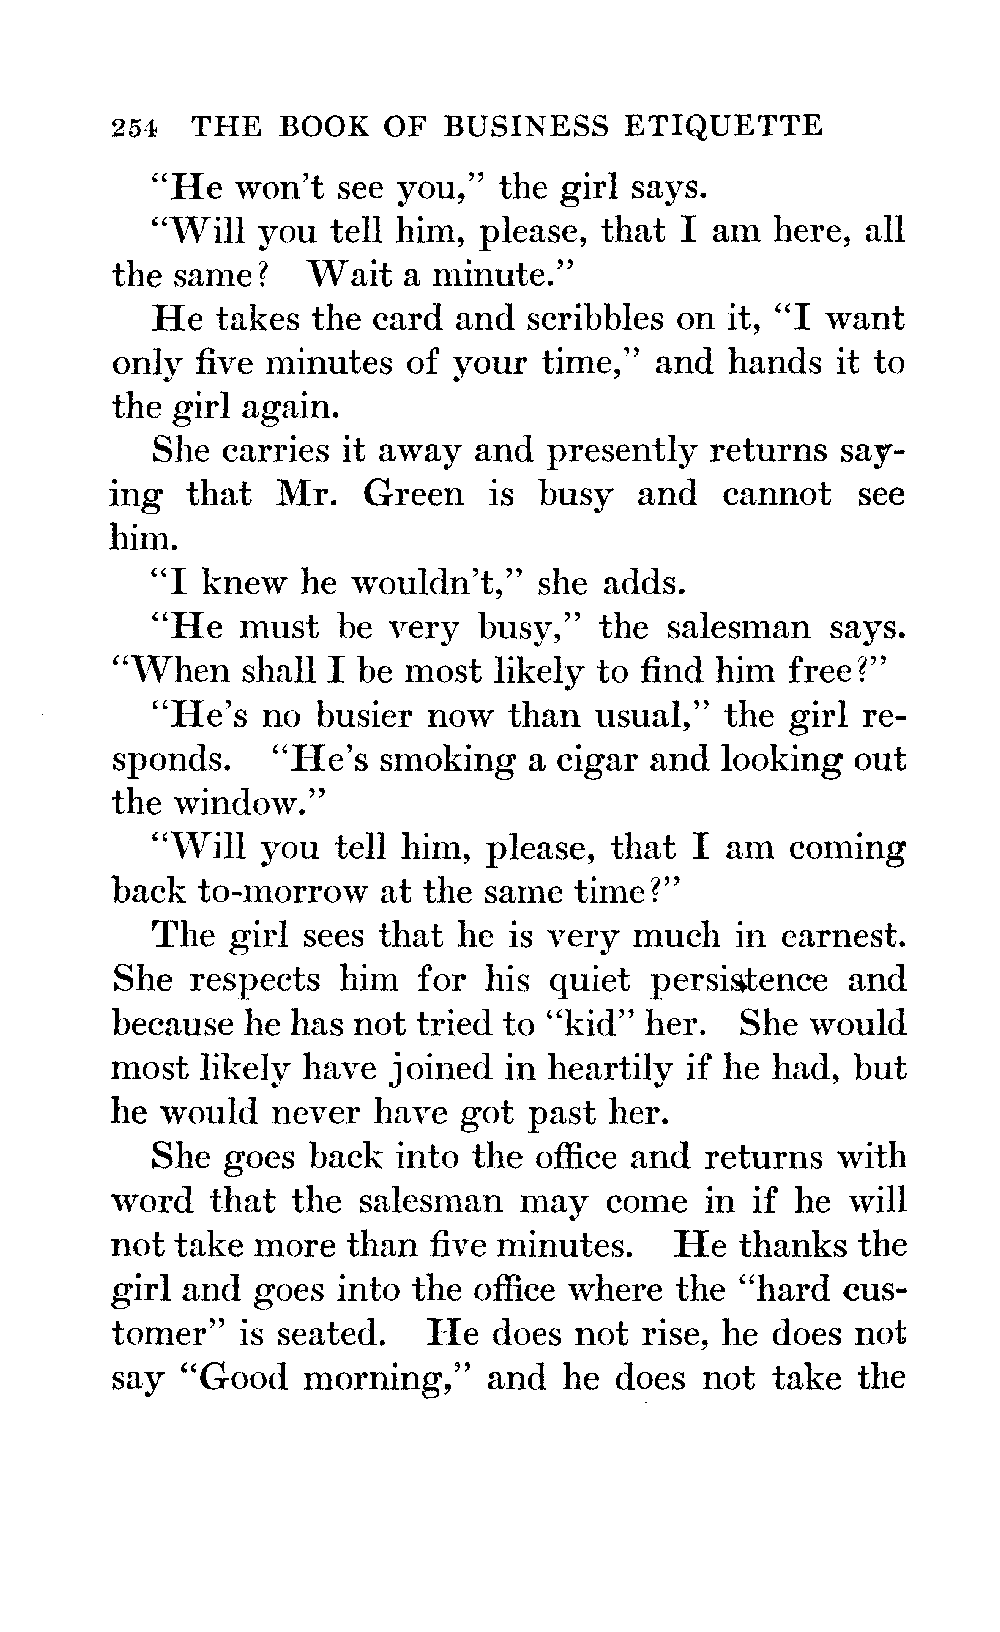 254 THE BOOK OF BUSINESS ETIQUETTE
“He won’t see you,” the girl says.
“Will you tell him, please, that I am here, all
the same? Wait a minute.”
He takes the card and scribbles on it, “I want
only five minutes of your time,” and hands it to
the girl again.
She carries it away and presently returns say-
ing that Mr. Green is busy and cannot see
him.
“I knew he wouldn’t,” she adds.
“He must be very busy,” the salesman says.
“When shall I be most likely to find him free?”
“He’s no busier now than usual,” the girl re-
sponds. “He’s smoking a cigar and looking out
the window.”
“Will you tell him, please, that I am coming
back to-morrow at the same time?”
The girl sees that he is very much in earnest.
She respects him for his quiet persistence and
because he has not tried to “kid” her. She would
most likely have joined in heartily if he had, but
he would never have got past her.
She goes back into the office and returns with
word that the salesman may come in if he will
not take more than five minutes. He thanks the
girl and goes into the office where the “hard cus-
tomer” is seated. He does not rise, he does not
say “Good morning,” and he does not take the